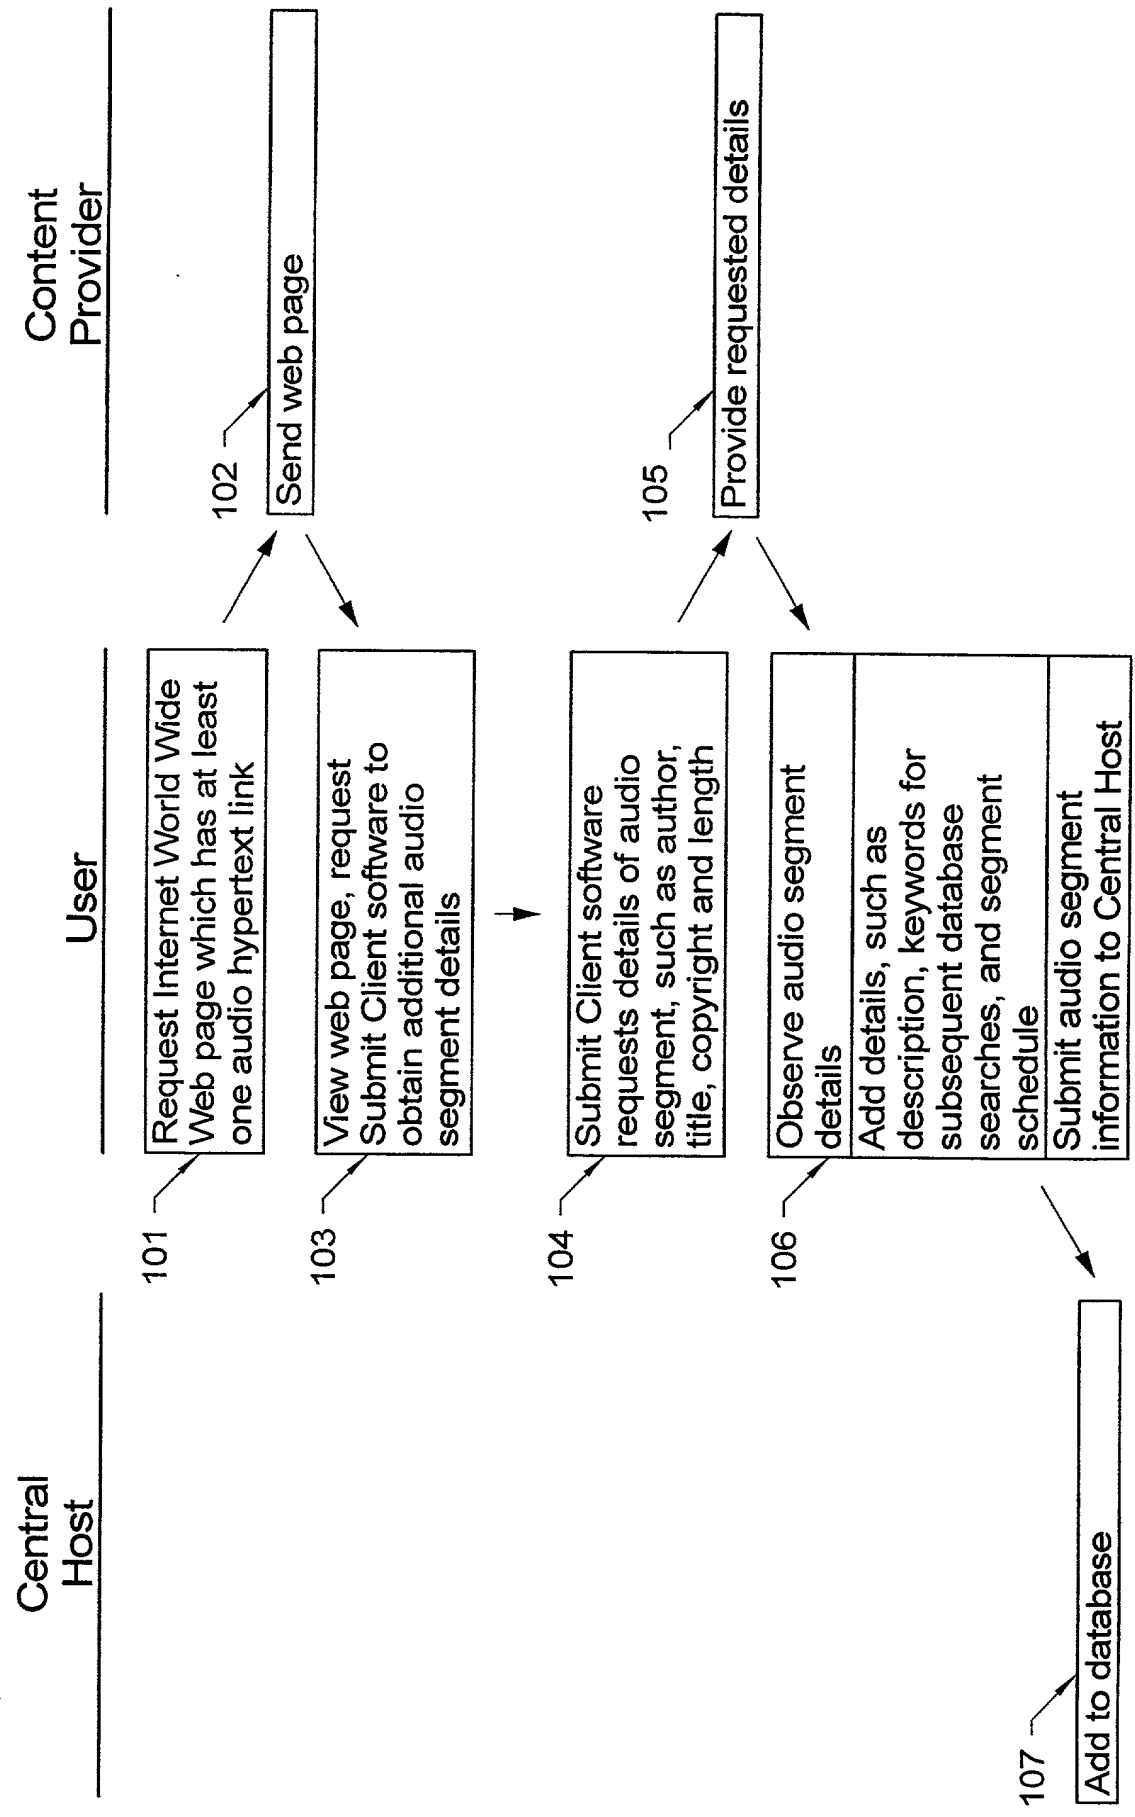 Central
Host
User
Content
Provider
101
Request Internet World Wide
Web page which has at least
one audio hypertext link
102
Send web page
103
View web page, request
Submit Client software to
obtain additional audio
segment details
104
Submit Client software
requests details of audio
segment, such as author,
title, copyright and length
105
Provide requested details
106
Observe audio segment
details
Add details, such as
description, keywords for
subsequent database
searches, and segment
schedule
Submit audio segment
information to Central Host
107
Add to database